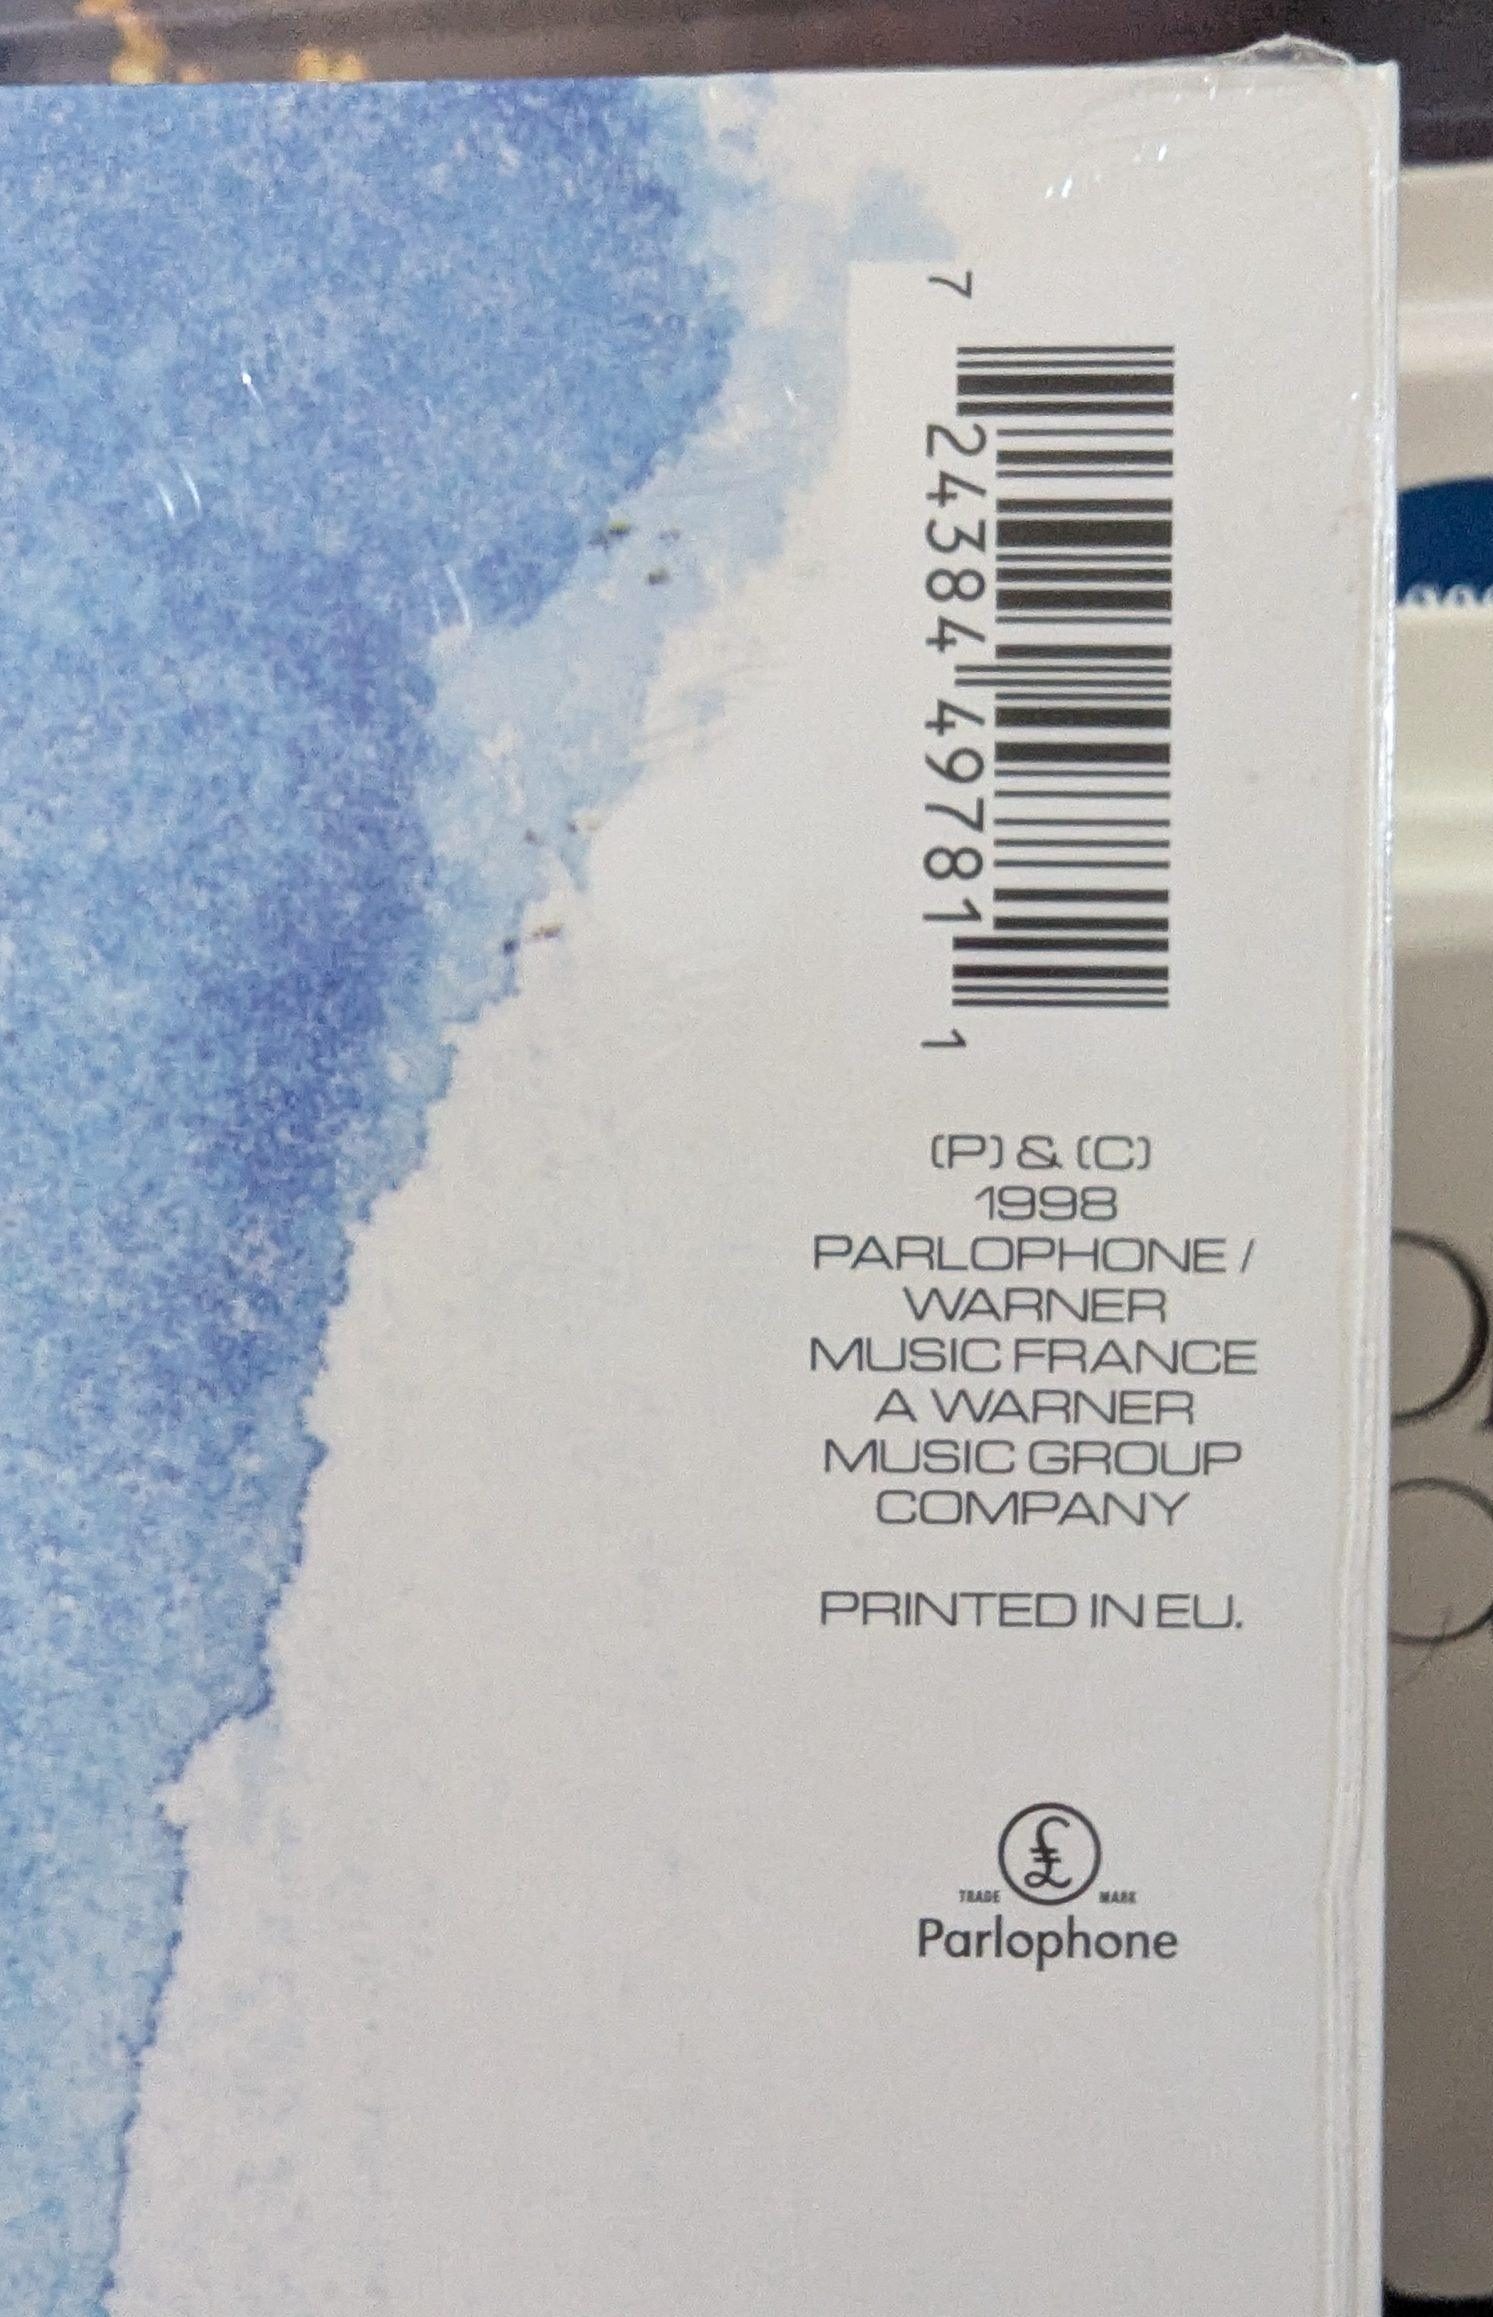 7 24384 49781 1
(P) & (C)
1998
PARLOPHONE /
WARNER
MUSIC FRANCE
A WARNER
MUSIC GROUP
COMPANY
PRINTED IN EU.
£
TRADE MARK
Parlophone